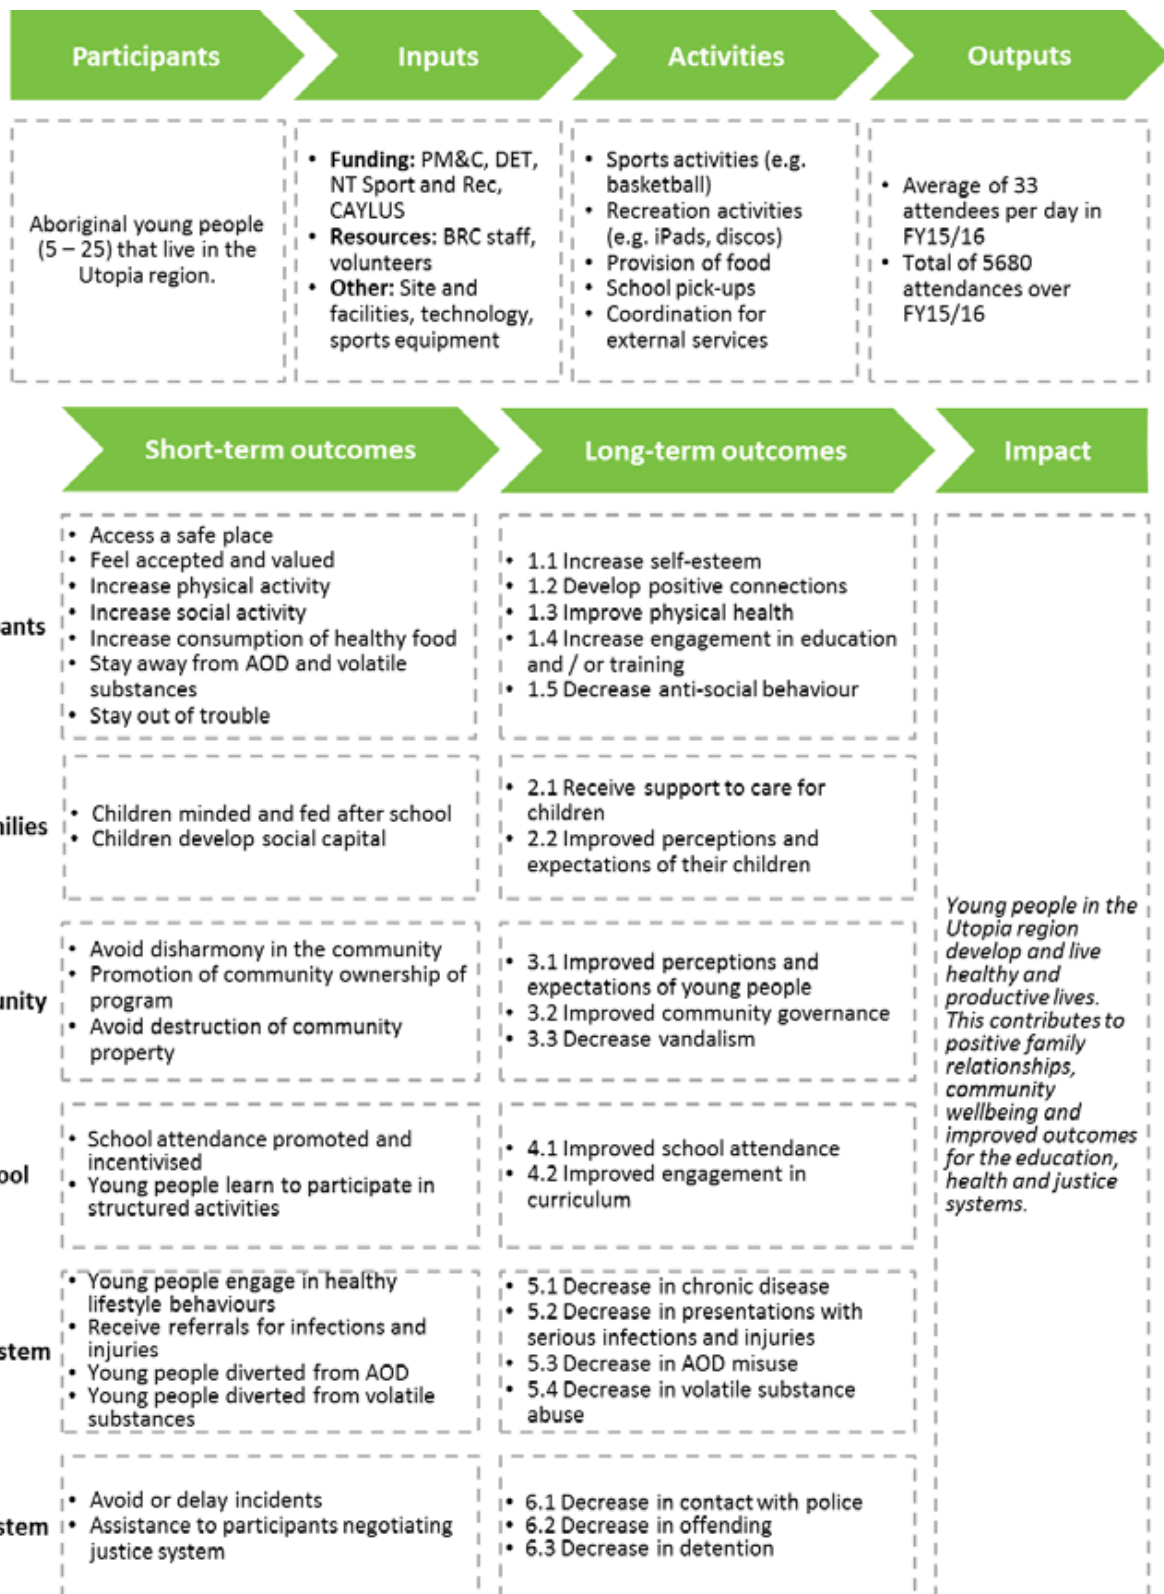 Participants
Inputs
Activities
Outputs
Aboriginal young people
(5 – 25) that live in the
Utopia region.
• Funding: PM&C, DET,
NT Sport and Rec,
CAYLUS
• Resources: BRC staff,
volunteers
• Other: Site and
facilities, technology,
sports equipment
• Sports activities (e.g.
basketball)
• Recreation activities
(e.g. iPads, discos)
• Provision of food
• School pick-ups
• Coordination for
external services
• Average of 33
attendees per day in
FY15/16
• Total of 5680
attendances over
FY15/16
Short-term outcomes
Long-term outcomes
Impact
ants
• Access a safe place
• Feel accepted and valued
• Increase physical activity
• Increase social activity
• Increase consumption of healthy food
• Stay away from AOD and volatile
substances
• Stay out of trouble
• 1.1 Increase self-esteem
• 1.2 Develop positive connections
• 1.3 Improve physical health
• 1.4 Increase engagement in education
and / or training
• 1.5 Decrease anti-social behaviour
ilies
• Children minded and fed after school
• Children develop social capital
• 2.1 Receive support to care for
children
• 2.2 Improved perceptions and
expectations of their children
unity
• Avoid disharmony in the community
• Promotion of community ownership of
program
• Avoid destruction of community
property
• 3.1 Improved perceptions and
expectations of young people
• 3.2 Improved community governance
• 3.3 Decrease vandalism
ool
• School attendance promoted and
incentivised
• Young people learn to participate in
structured activities
• 4.1 Improved school attendance
• 4.2 Improved engagement in
curriculum
stem
• Young people engage in healthy
lifestyle behaviours
• Receive referrals for infections and
injuries
• Young people diverted from AOD
• Young people diverted from volatile
substances
• 5.1 Decrease in chronic disease
• 5.2 Decrease in presentations with
serious infections and injuries
• 5.3 Decrease in AOD misuse
• 5.4 Decrease in volatile substance
abuse
stem
• Avoid or delay incidents
• Assistance to participants negotiating
justice system
• 6.1 Decrease in contact with police
• 6.2 Decrease in offending
• 6.3 Decrease in detention
Young people in the
Utopia region
develop and live
healthy and
productive lives.
This contributes to
positive family
relationships,
community
wellbeing and
improved outcomes
for the education,
health and justice
systems.